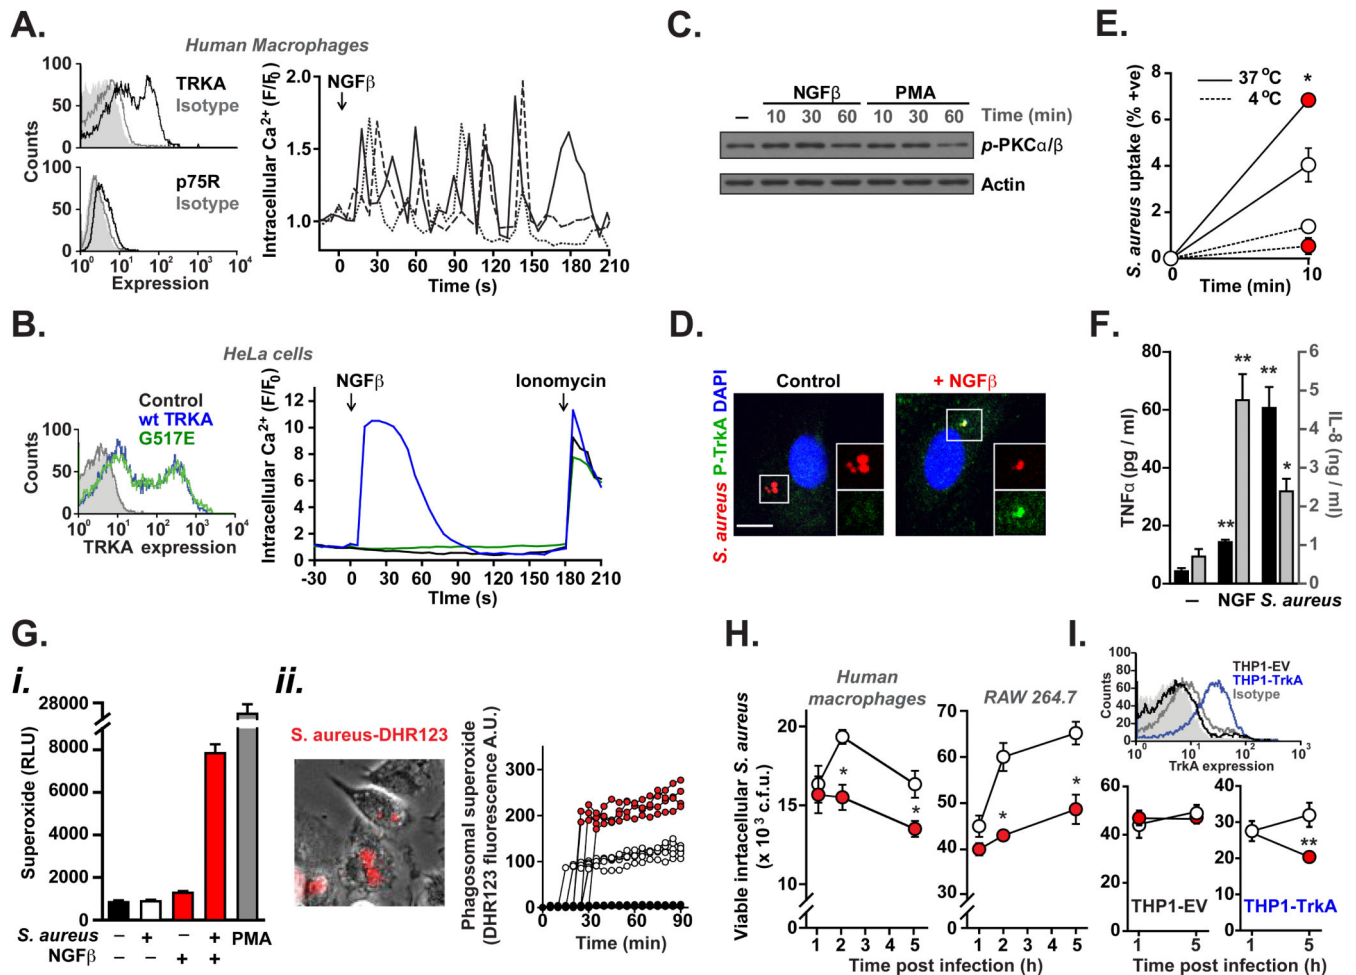 A.
Human Macrophages
TRKA
Isotype
100
50
0
p75R
Isotype
100
50
0
Counts
10⁰ 10¹ 10² 10³ 10⁴
Expression
NGFβ
2.0
1.5
1.0
Intracellular Ca²⁺ (F/F₀)
0 30 60 90 120 150 180 210
Time (s)
B.
HeLa cells
Control
wt TRKA
G517E
100
50
0
Counts
10⁰ 10¹ 10² 10³ 10⁴
TRKA expression
NGFβ
Ionomycin
12
10
8
6
4
2
0
Intracellular Ca²⁺ (F/F₀)
-30 0 30 60 90 120 150 180 210
TIme (s)
C.
NGFβ PMA
– 10 30 60 10 30 60 Time (min)
p-PKCα/β
Actin
D.
Control + NGFβ
S. aureus P-TrkA DAPI
E.
37 °C
4 °C
*
8
6
4
2
0
S. aureus uptake (% +ve)
0 10
Time (min)
F.
80
60
40
20
0
TNFα (pg / ml)
6
5
4
3
2
1
0
IL-8 (ng / ml)
** ** ** *
– NGF S. aureus
G.
i.
28000
8000
6000
4000
2000
0
Superoxide (RLU)
S. aureus – + – + PMA
NGFβ – – + +
ii.
S. aureus-DHR123
300
200
100
0
Phagosomal superoxide
(DHR123 fluorescence A.U.)
0 30 60 90
Time (min)
H.
Human
macrophages
RAW 264.7
Viable intracellular S. aureus
(x 10³ c.f.u.)
20
15
10
0
* *
1 2 3 4 5
70
60
50
40
30
0
* *
1 2 3 4 5
Time post infection (h)
I.
THP1-EV
THP1-TrkA
Isotype
80
60
40
20
0
Counts
10⁰ 10¹ 10² 10³
TrkA expression
60
40
20
0
THP1-EV
1 5
40
30
20
0
**
THP1-TrkA
1 5
Time post infection (h)